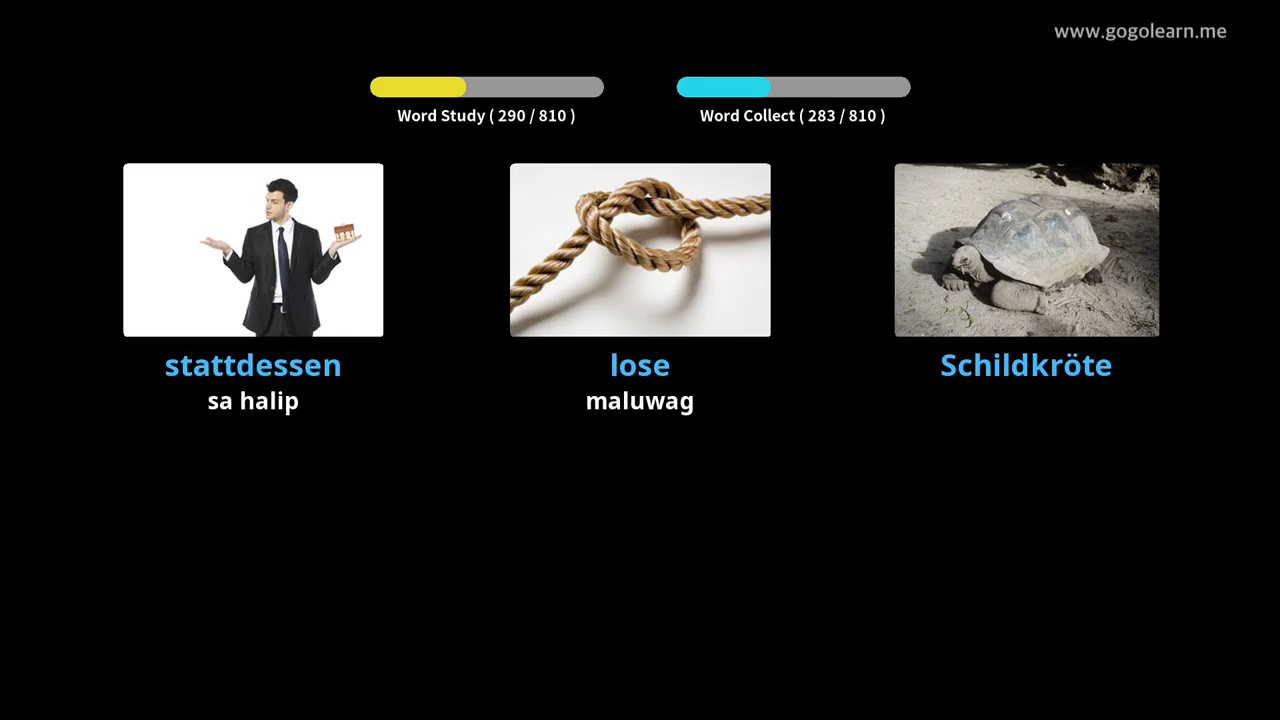 www.gogolearn.me
Word Study ( 290 / 810 )
Word Collect ( 283 / 810 )
stattdessen
sa halip
lose
maluwag
Schildkröte